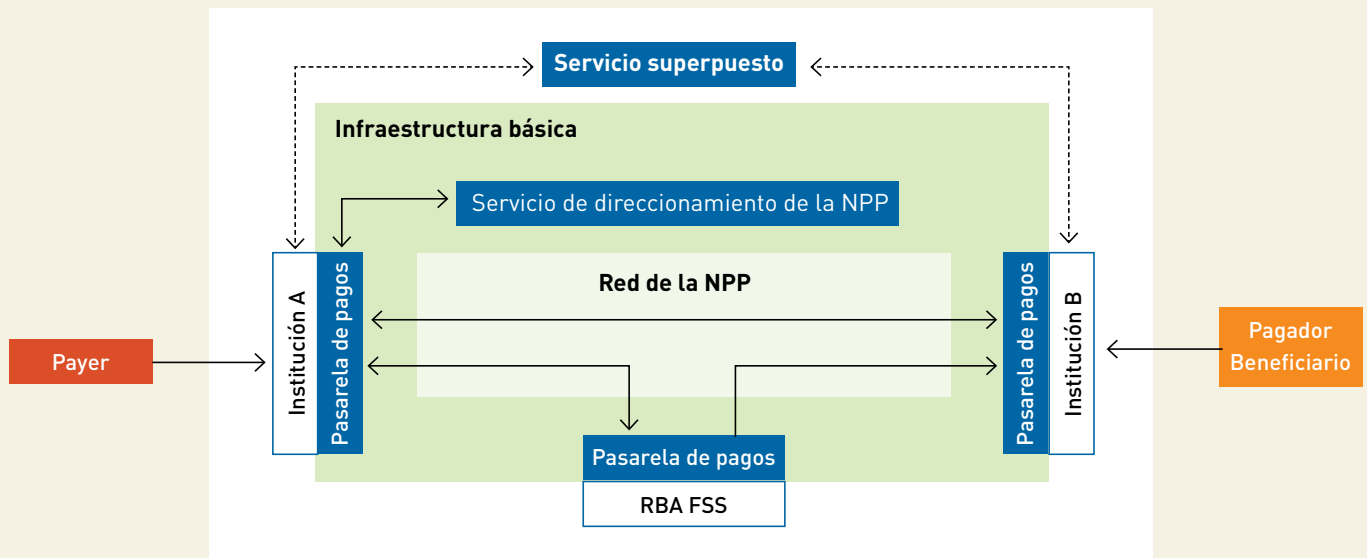 Servicio superpuesto
Infraestructura básica
Servicio de direccionamiento de la NPP
Red de la NPP
Institución A
Pasarela de pagos
Pasarela de pagos
Institución B
Payer
Pagador
Beneficiario
Pasarela de pagos
RBA FSS